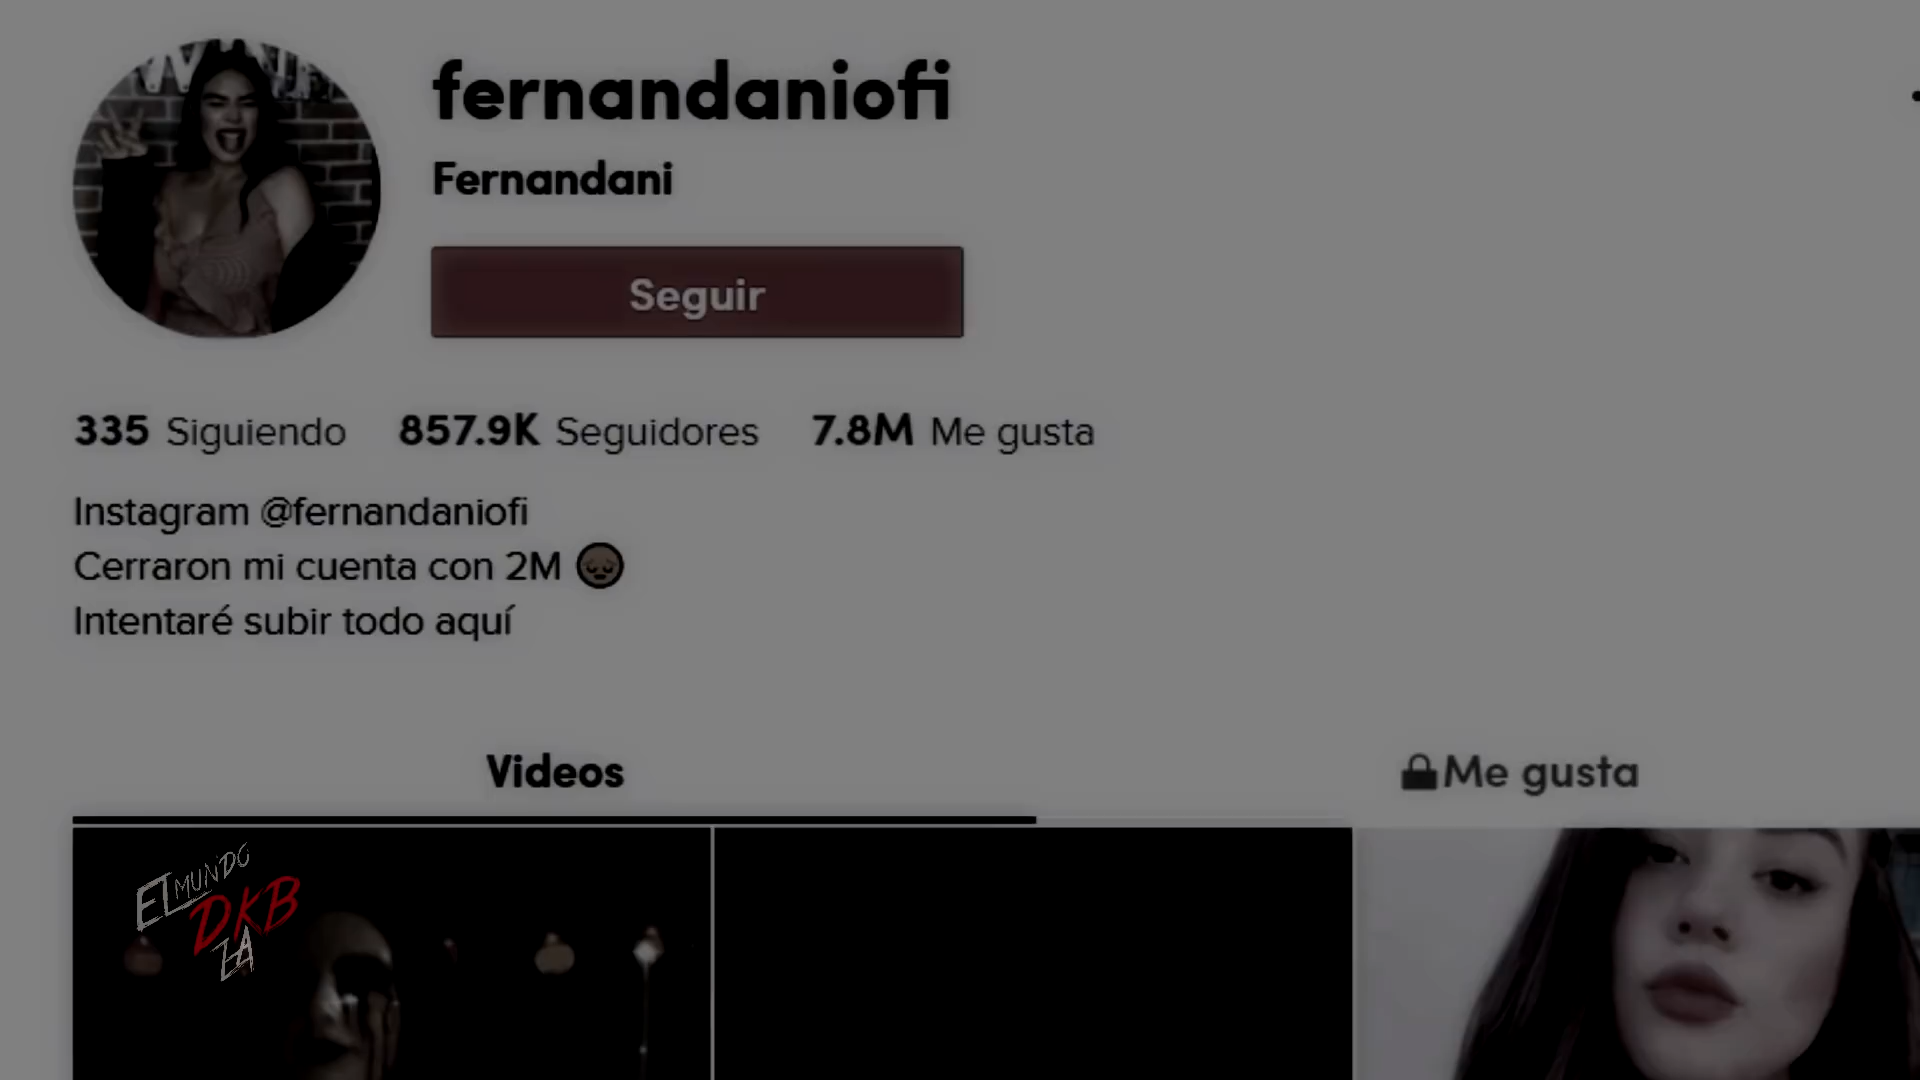 fernandaniofi
Fernandani
Seguir
335 Siguiendo 857.9K Seguidores 7.8M Me gusta
Instagram @fernandaniofi
Cerraron mi cuenta con 2M 😔
Intentaré subir todo aquí
Videos
Me gusta
EL MUNDO
DKB
ZA